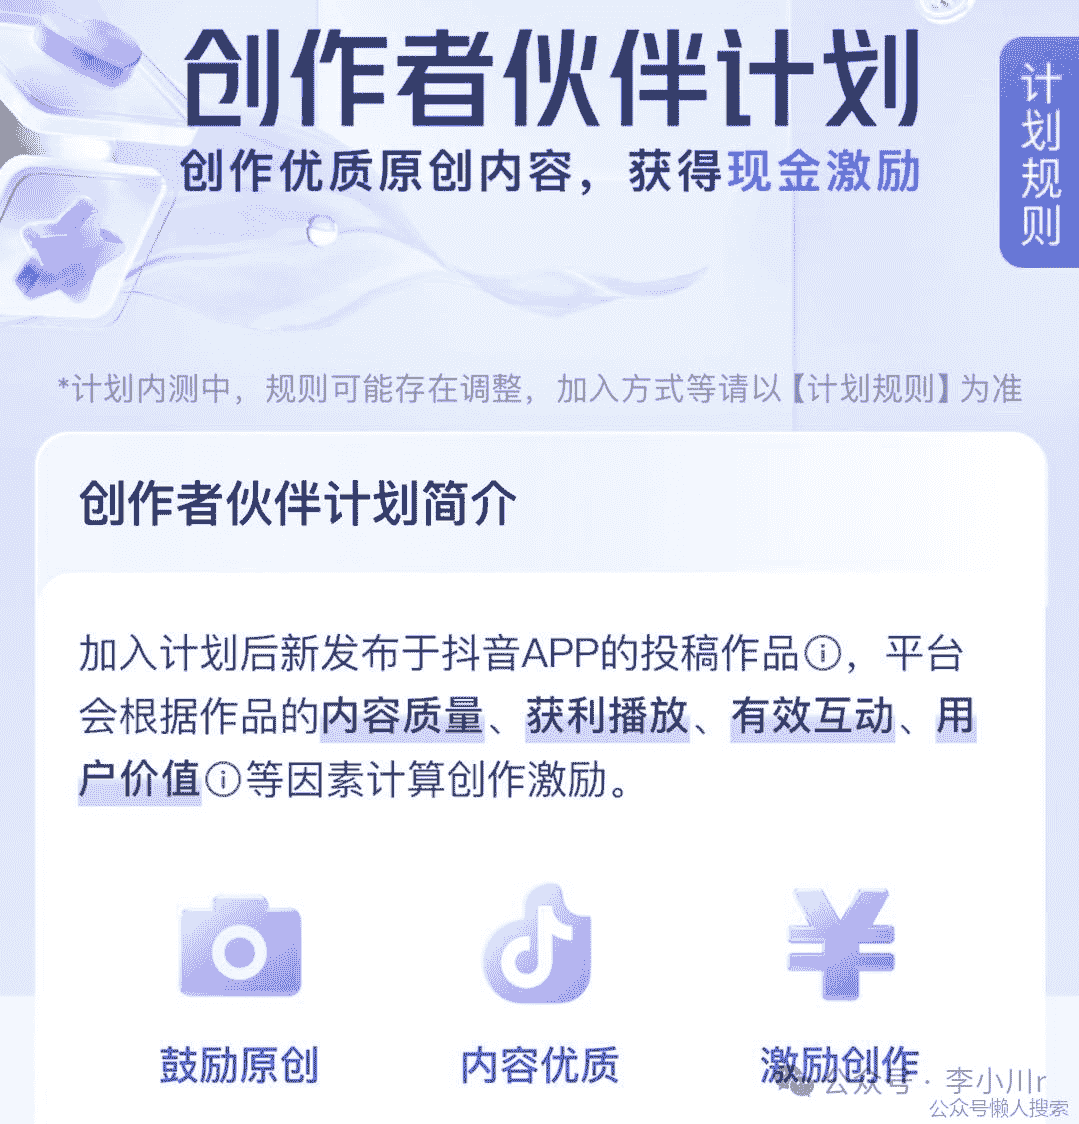 创作者伙伴计划
创作优质原创内容，获得现金激励
计划规则
*计划内测中，规则可能存在调整，加入方式等请以【计划规则】为准
创作者伙伴计划简介
加入计划后新发布于抖音APP的投稿作品ⓘ，平台
会根据作品的内容质量、获利播放、有效互动、用
户价值ⓘ等因素计算创作激励。
鼓励原创
内容优质
激励创作
公众号 · 李小川r
公众号懒人搜索